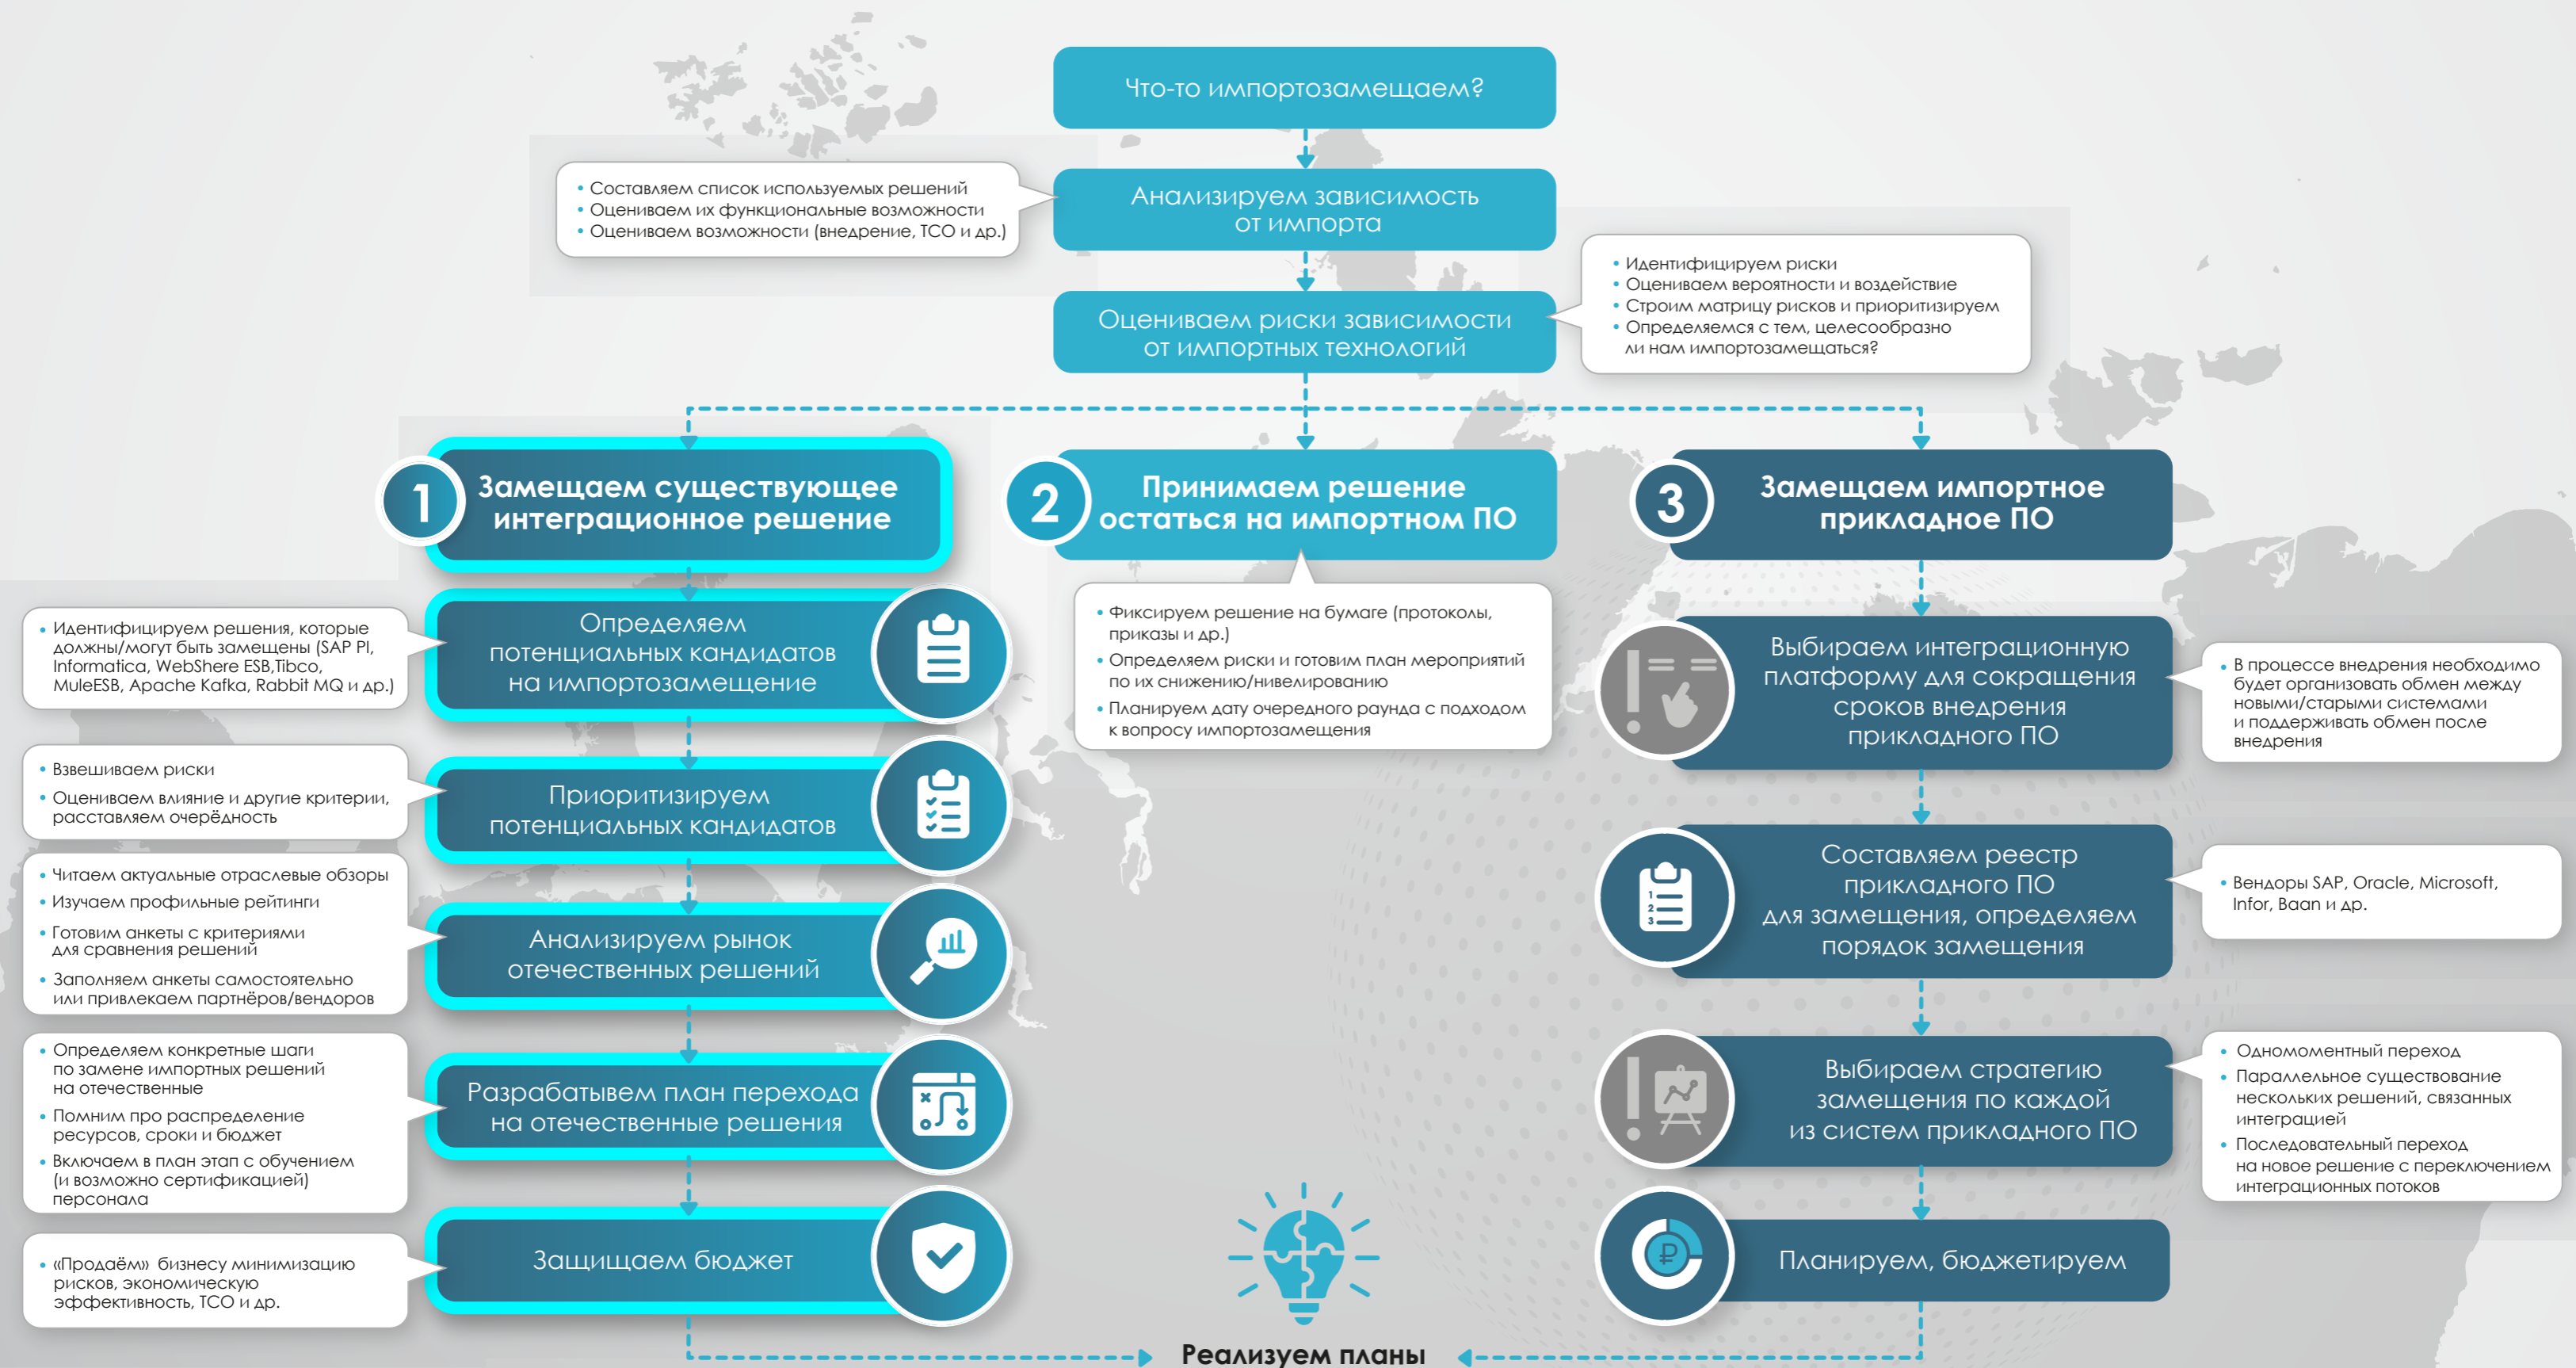 Что-то импортозамещаем?
• Составляем список используемых решений
• Оцениваем их функциональные возможности
• Оцениваем возможности (внедрение, TCO и др.)
Анализируем зависимость
от импорта
Оцениваем риски зависимости
от импортных технологий
• Идентифицируем риски
• Оцениваем вероятности и воздействие
• Строим матрицу рисков и приоритизируем
• Определяемся с тем, целесообразно
ли нам импортозамещаться?
1
Замещаем существующее
интеграционное решение
• Идентифицируем решения, которые
должны/могут быть замещены (SAP PI,
Informatica, WebShere ESB,Tibco,
MuleESB, Apache Kafka, Rabbit MQ и др.)
Определяем
потенциальных кандидатов
на импортозамещение
• Взвешиваем риски
• Оцениваем влияние и другие критерии,
расставляем очерёдность
Приоритизируем
потенциальных кандидатов
• Читаем актуальные отраслевые обзоры
• Изучаем профильные рейтинги
• Готовим анкеты с критериями
для сравнения решений
• Заполняем анкеты самостоятельно
или привлекаем партнёров/вендоров
Анализируем рынок
отечественных решений
• Определяем конкретные шаги
по замене импортных решений
на отечественные
• Помним про распределение
ресурсов, сроки и бюджет
• Включаем в план этап с обучением
(и возможно сертификацией)
персонала
Разрабатывем план перехода
на отечественные решения
• «Продаём» бизнесу минимизацию
рисков, экономическую
эффективность, TCO и др.
Защищаем бюджет
2
Принимаем решение
остаться на импортном ПО
• Фиксируем решение на бумаге (протоколы,
приказы и др.)
• Определяем риски и готовим план мероприятий
по их снижению/нивелированию
• Планируем дату очередного раунда с подходом
к вопросу импортозамещения
3
Замещаем импортное
прикладное ПО
Выбираем интеграционную
платформу для сокращения
сроков внедрения
прикладного ПО
• В процессе внедрения необходимо
будет организовать обмен между
новыми/старыми системами
и поддерживать обмен после
внедрения
1
2
3
Составляем реестр
прикладного ПО
для замещения, определяем
порядок замещения
• Вендоры SAP, Oracle, Microsoft,
Infor, Baan и др.
Выбираем стратегию
замещения по каждой
из систем прикладного ПО
• Одномоментный переход
• Параллельное существование
нескольких решений, связанных
интеграцией
• Последовательный переход
на новое решение с переключением
интеграционных потоков
₽
Планируем, бюджетируем
Реализуем планы